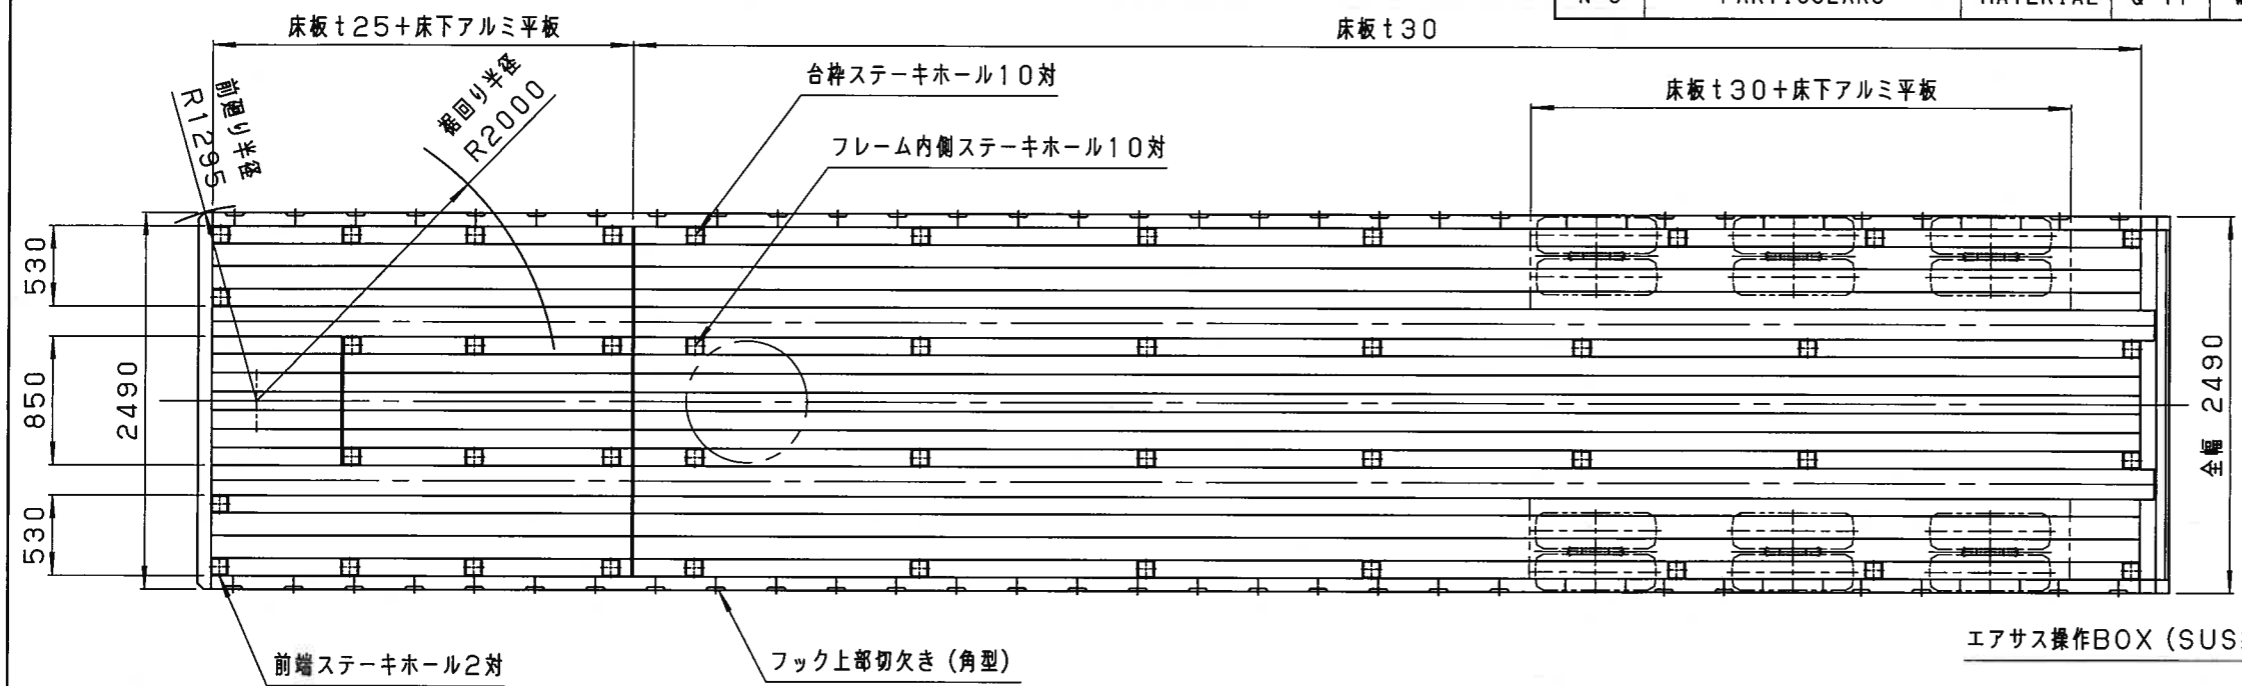 PARTICULARS
MATERIAL
床板t25+床下アルミ平板
床板t30
裾回り半径
R2000
前廻り半径
R1295
台枠ステーキホール10対
床板t30+床下アルミ平板
フレーム内側ステーキホール10対
530
850
530
2490
全幅 2490
前端ステーキホール2対
フック上部切欠き(角型)
エアサス操作BOX(SUS